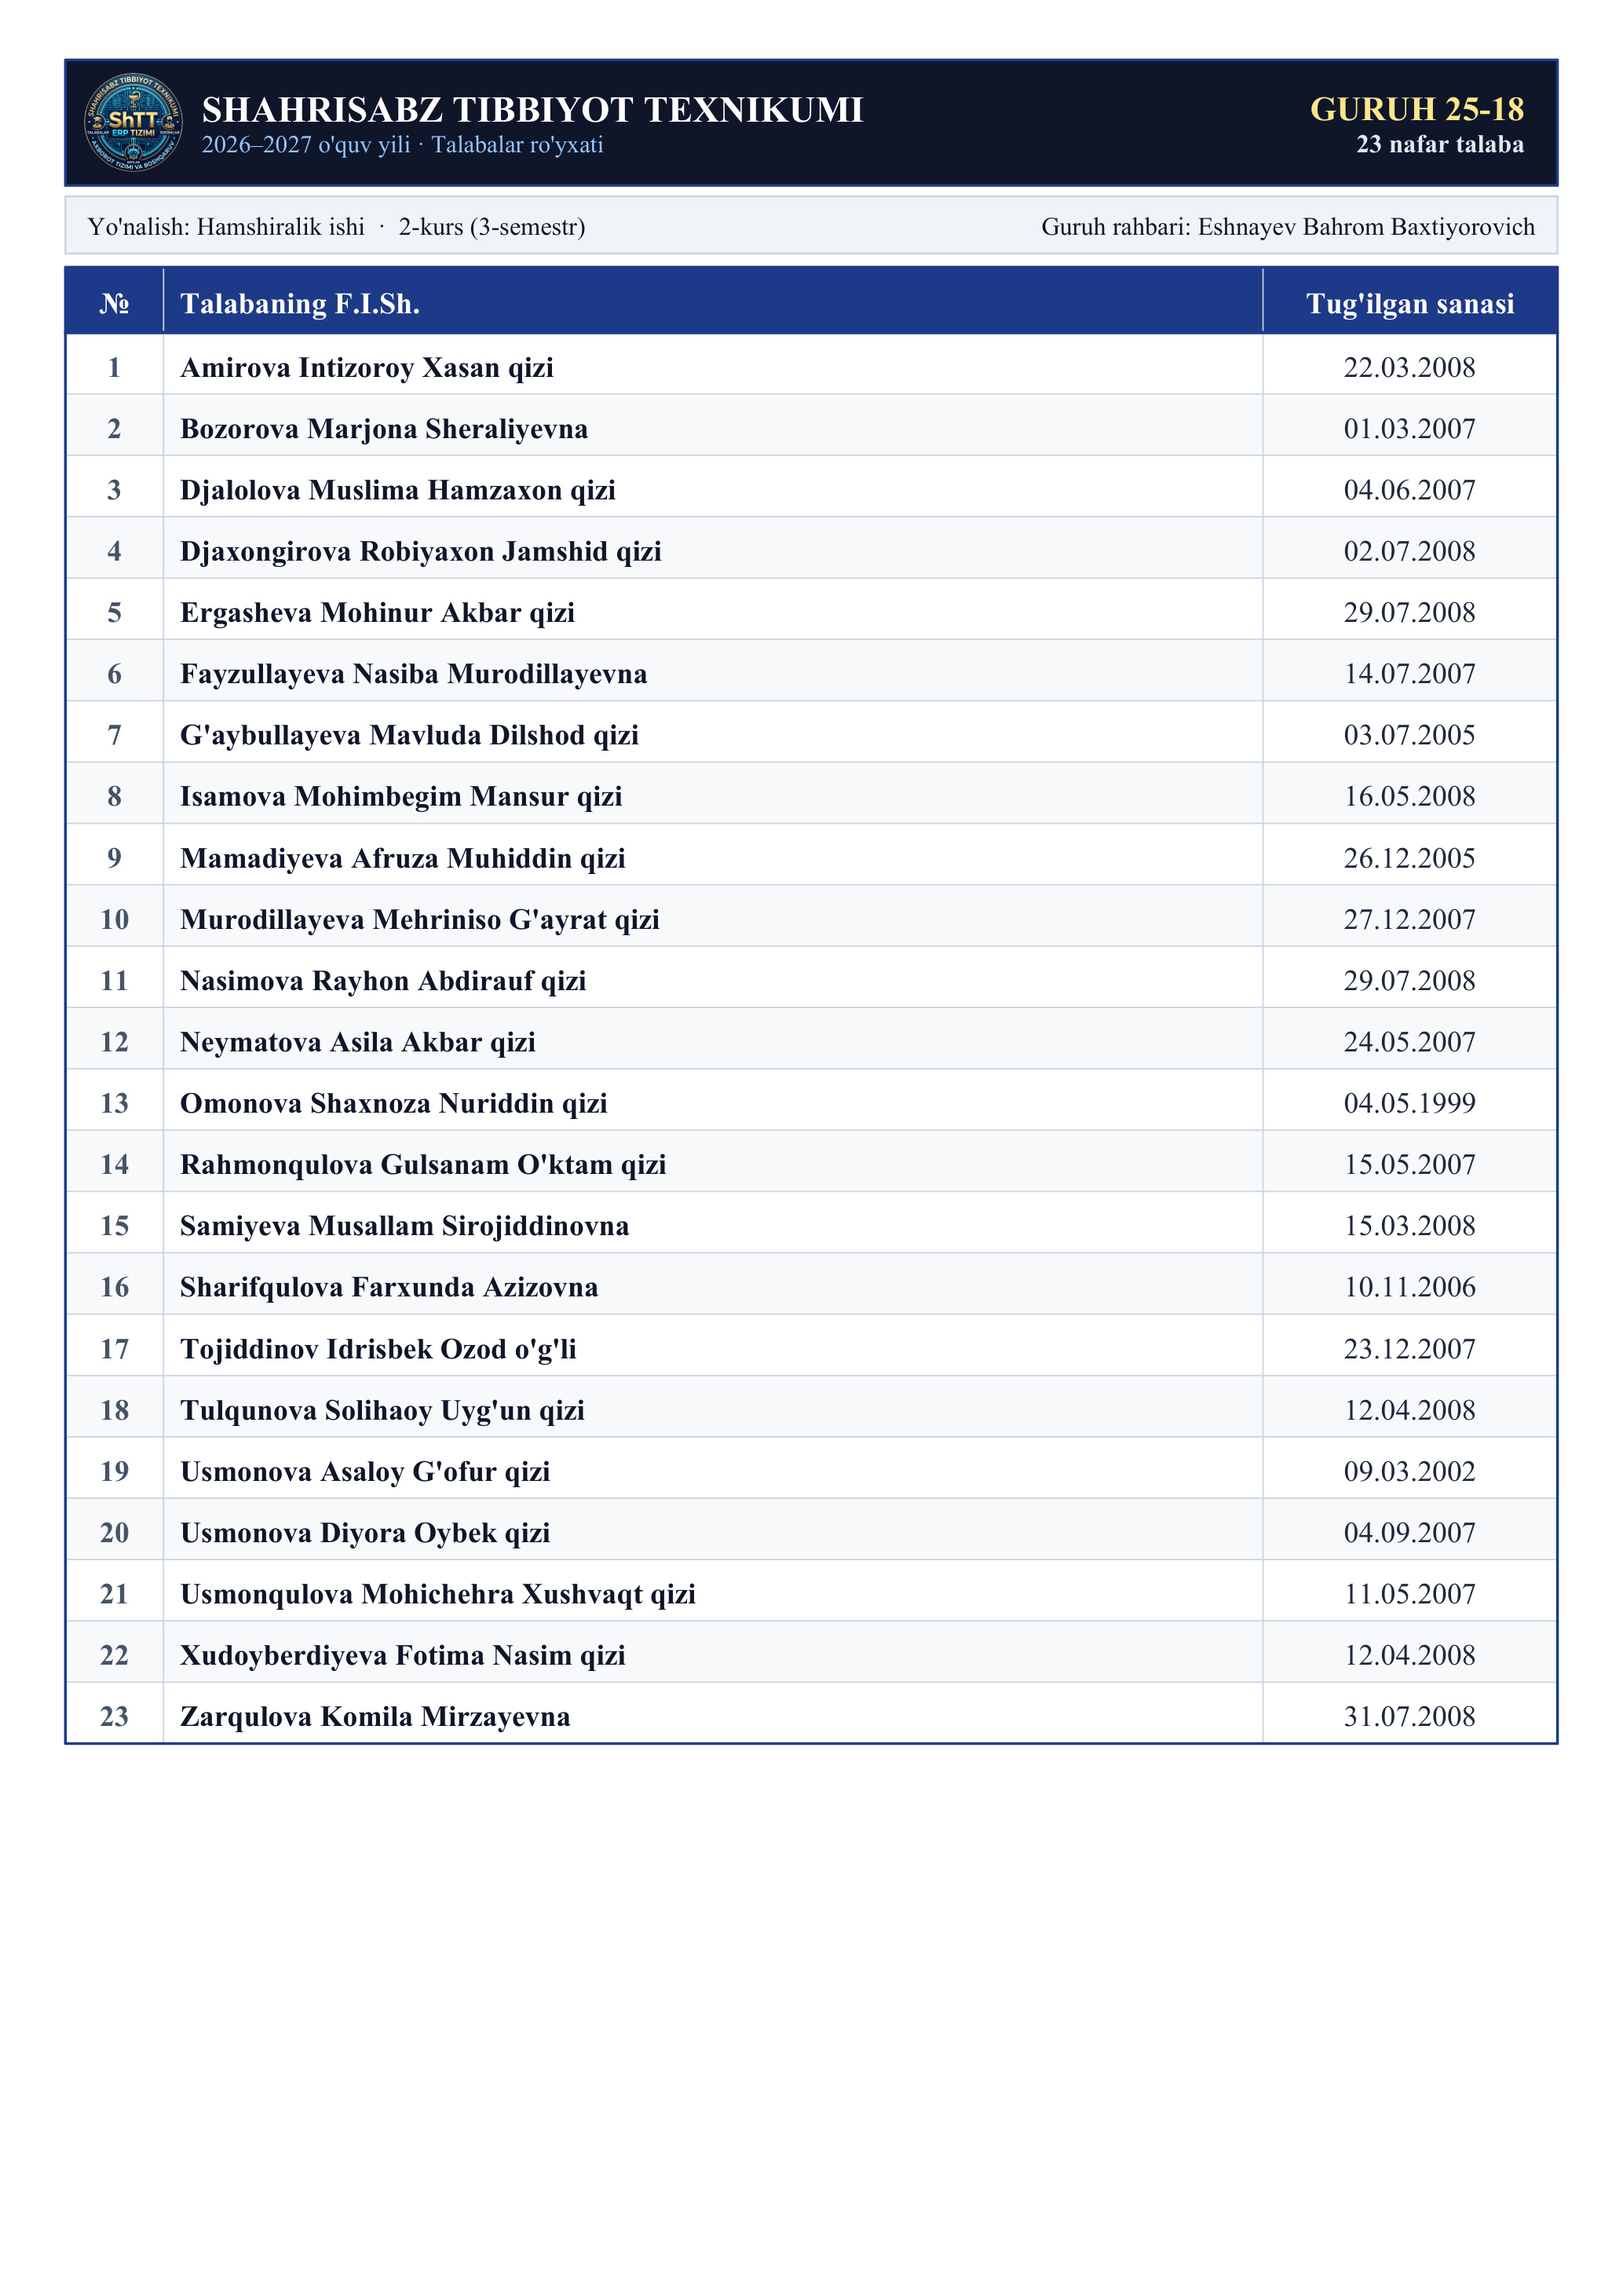 SHAHRISABZ TIBBIYOT TEXNIKUMI
ShTT
ERP TIZIMI
SHAHRISABZ TIBBIYOT TEXNIKUMI
2026–2027 o'quv yili · Talabalar ro'yxati
GURUH 25-18
23 nafar talaba
Yo'nalish: Hamshiralik ishi · 2-kurs (3-semestr)
Guruh rahbari: Eshnayev Bahrom Baxtiyorovich
№ Talabaning F.I.Sh. Tug'ilgan sanasi
1 Amirova Intizoroy Xasan qizi 22.03.2008
2 Bozorova Marjona Sheraliyevna 01.03.2007
3 Djalolova Muslima Hamzaxon qizi 04.06.2007
4 Djaxongirova Robiyaxon Jamshid qizi 02.07.2008
5 Ergasheva Mohinur Akbar qizi 29.07.2008
6 Fayzullayeva Nasiba Murodillayevna 14.07.2007
7 G'aybullayeva Mavluda Dilshod qizi 03.07.2005
8 Isamova Mohimbegim Mansur qizi 16.05.2008
9 Mamadiyeva Afruza Muhiddin qizi 26.12.2005
10 Murodillayeva Mehriniso G'ayrat qizi 27.12.2007
11 Nasimova Rayhon Abdirauf qizi 29.07.2008
12 Neymatova Asila Akbar qizi 24.05.2007
13 Omonova Shaxnoza Nuriddin qizi 04.05.1999
14 Rahmonqulova Gulsanam O'ktam qizi 15.05.2007
15 Samiyeva Musallam Sirojiddinovna 15.03.2008
16 Sharifqulova Farxunda Azizovna 10.11.2006
17 Tojiddinov Idrisbek Ozod o'g'li 23.12.2007
18 Tulqunova Solihaoy Uyg'un qizi 12.04.2008
19 Usmonova Asaloy G'ofur qizi 09.03.2002
20 Usmonova Diyora Oybek qizi 04.09.2007
21 Usmonqulova Mohichehra Xushvaqt qizi 11.05.2007
22 Xudoyberdiyeva Fotima Nasim qizi 12.04.2008
23 Zarqulova Komila Mirzayevna 31.07.2008